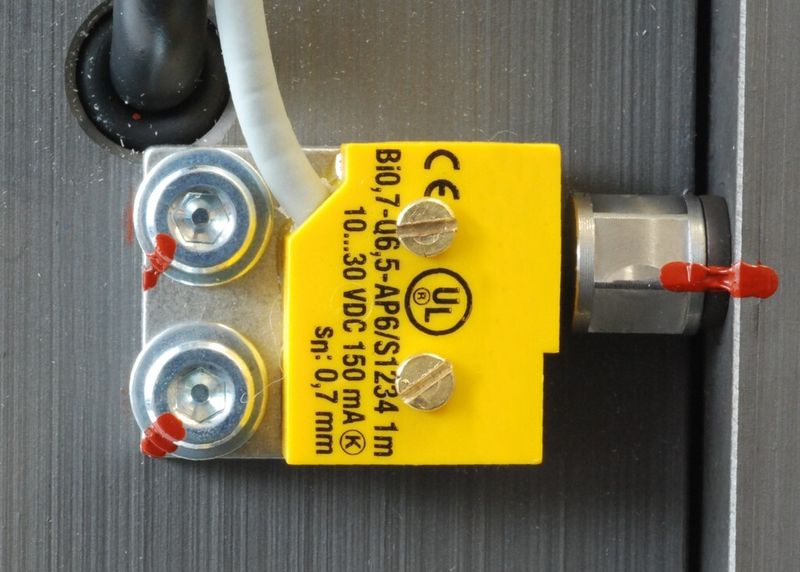 CE
Bi0,7-Q6,5-AP6/S1234 1m
UL
®
10...30 VDC 150 mA Ⓚ
sn: 0,7 mm